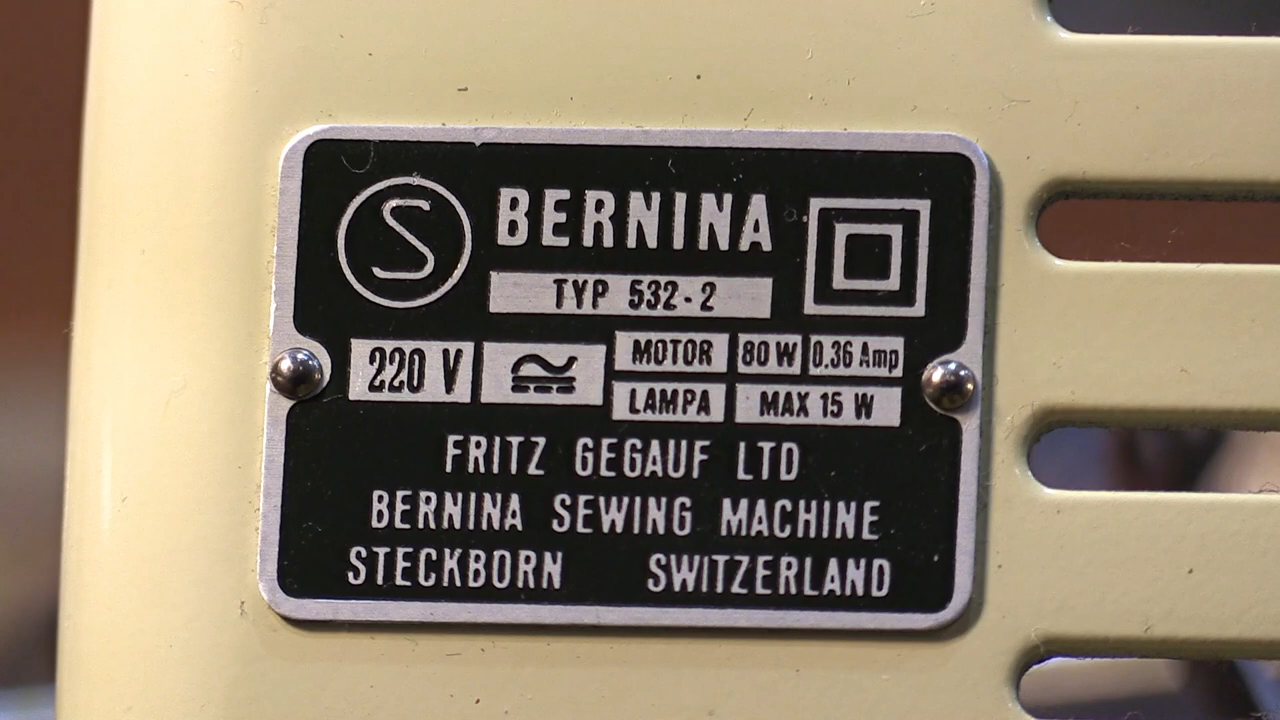 S BERNINA
TYP 532-2
220 V MOTOR 80 W 0.36 Amp
LAMPA MAX 15 W
FRITZ GEGAUF LTD
BERNINA SEWING MACHINE
STECKBORN SWITZERLAND